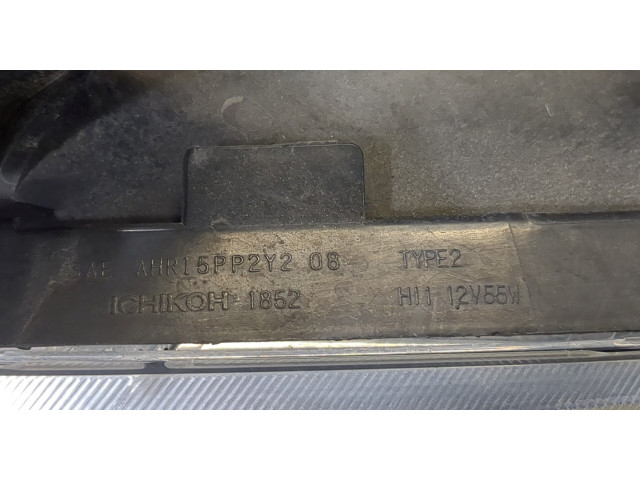 SAE AHR15PP2Y2 08 TYPE2
ICHIKOH 1852 H11 12V55W